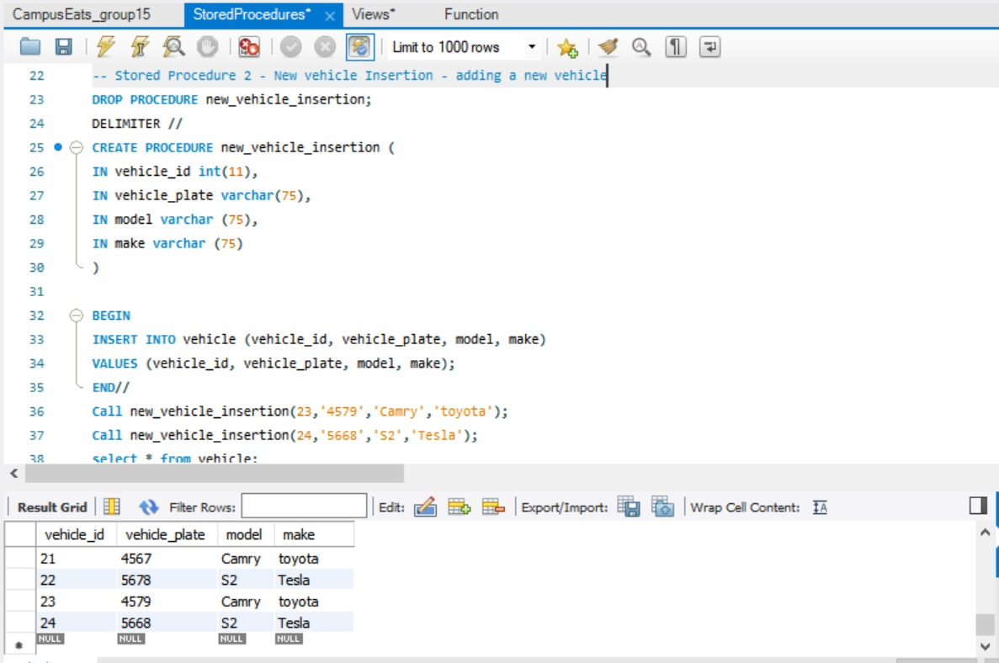 CampusEats_group15 StoredProcedures* Views* Function
Limit to 1000 rows
22 -- Stored Procedure 2 - New vehicle Insertion - adding a new vehicle
23 DROP PROCEDURE new_vehicle_insertion;
24 DELIMITER //
25 CREATE PROCEDURE new_vehicle_insertion (
26 IN vehicle_id int(11),
27 IN vehicle_plate varchar(75),
28 IN model varchar (75),
29 IN make varchar (75)
30 )
31
32 BEGIN
33 INSERT INTO vehicle (vehicle_id, vehicle_plate, model, make)
34 VALUES (vehicle_id, vehicle_plate, model, make);
35 END//
36 Call new_vehicle_insertion(23,'4579','Camry','toyota');
37 Call new_vehicle_insertion(24,'5668','S2','Tesla');
38 select * from vehicle;
Result Grid Filter Rows: Edit: Export/Import: Wrap Cell Content: IA
vehicle_id vehicle_plate model make
21 4567 Camry toyota
22 5678 S2 Tesla
23 4579 Camry toyota
24 5668 S2 Tesla
NULL NULL NULL NULL